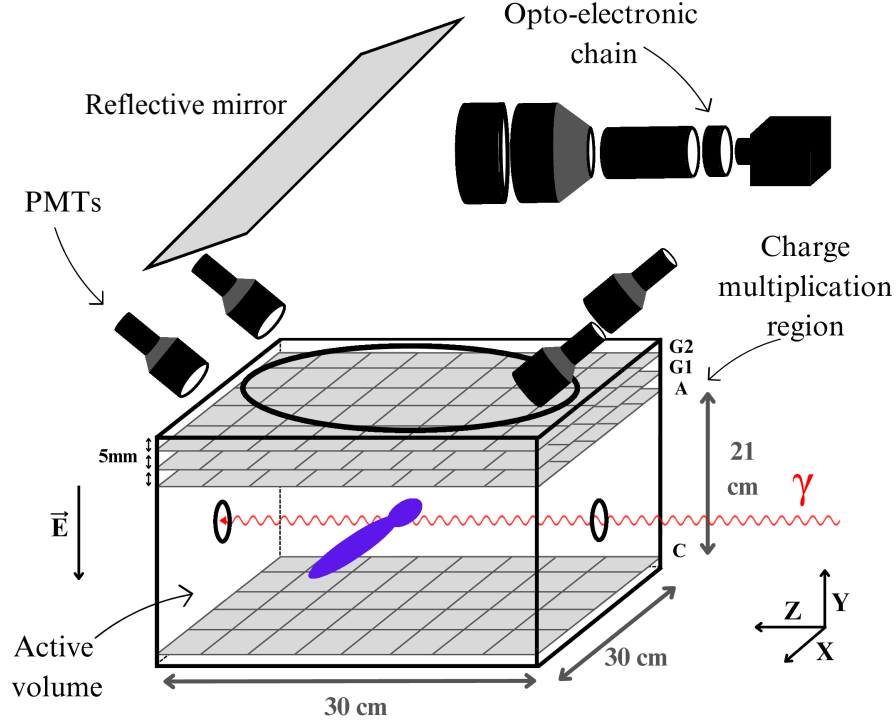 Opto-electronic
chain
Reflective mirror
PMTs
Charge
multiplication
region
G2
G1
A
5mm
21
cm
γ
E
C
Active
volume
30 cm
30 cm
Z
Y
X